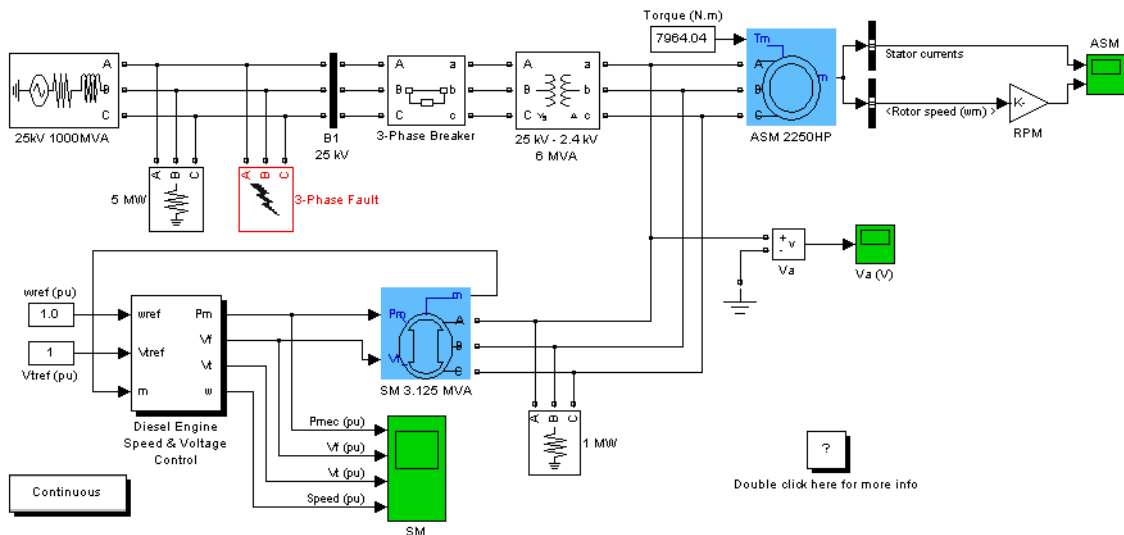 Torque (N.m)
7964.04
Tm
m
A
B
C
ASM 2250HP
Stator currents
<Rotor speed (wm) >
K-
RPM
ASM
A
B
C
25kV 1000MVA
B1
25 kV
A
B
C
a
b
c
3-Phase Breaker
A
B
C
Yg
a
b
c
Δ
25 kV - 2.4 kV
6 MVA
A B C
5 MW
A B C
3-Phase Fault
+
-
v
Va
Va (V)
wref (pu)
1.0
1
Vtref (pu)
wref
Vtref
m
Pm
Vf
Vt
w
Diesel Engine
Speed & Voltage
Control
Pm
Vf_
m
A
B
C
SM 3.125 MVA
A B C
1 MW
Pmec (pu)
Vf (pu)
Vt (pu)
Speed (pu)
SM
Continuous
?
Double click here for more info